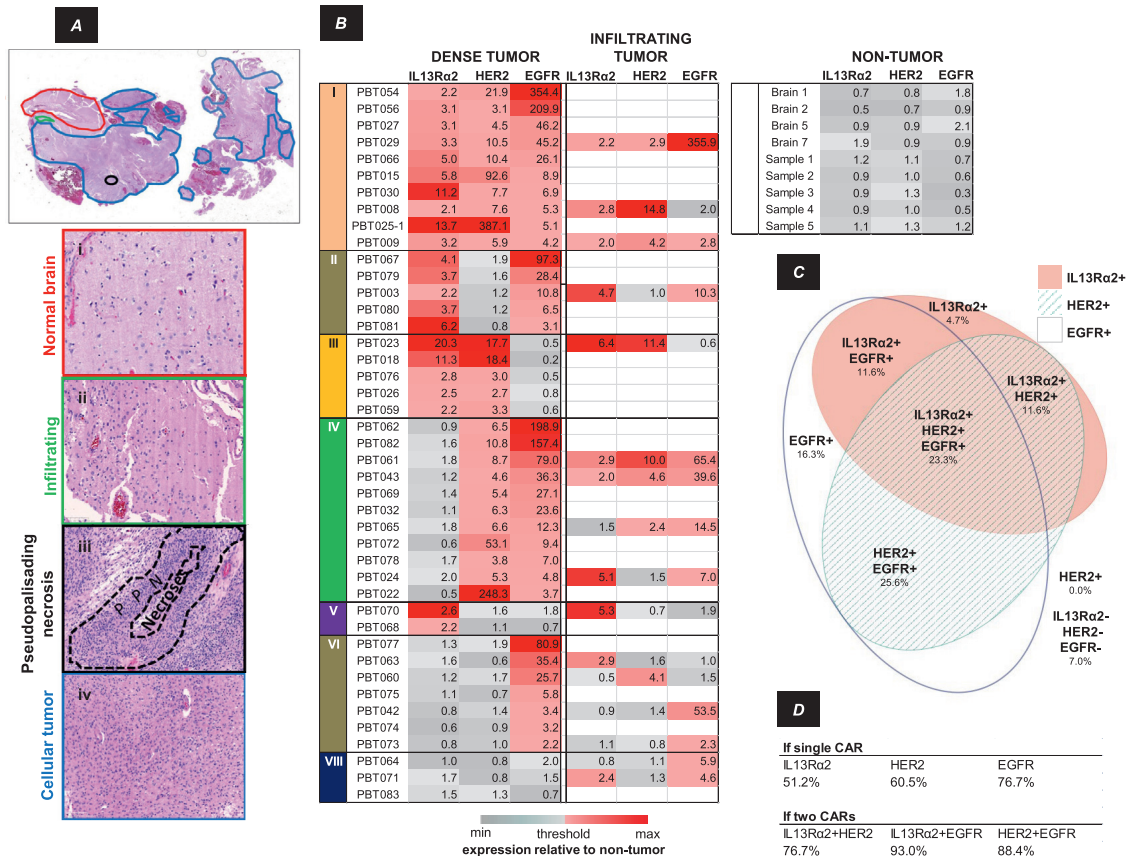 A
i
Normal brain
ii
Infiltrating
iii
P P N
Necroses
Pseudopalisading
necrosis
iv
Cellular tumor
B
DENSE TUMOR
INFILTRATING
TUMOR
IL13Rα2 HER2 EGFR IL13Rα2 HER2 EGFR
I PBT054 2.2 21.9 354.4
PBT056 3.1 3.1 209.9
PBT027 3.1 4.5 46.2
PBT029 3.3 10.5 45.2 2.2 2.9 355.9
PBT066 5.0 10.4 26.1
PBT015 5.8 92.6 8.9
PBT030 11.2 7.7 6.9
PBT008 2.1 7.6 5.3 2.8 14.8 2.0
PBT025-1 13.7 387.1 5.1
PBT009 3.2 5.9 4.2 2.0 4.2 2.8
II PBT067 4.1 1.9 97.3
PBT079 3.7 1.6 28.4
PBT003 2.2 1.2 10.8 4.7 1.0 10.3
PBT080 3.7 1.2 6.5
PBT081 6.2 0.8 3.1
III PBT023 20.3 17.7 0.5 6.4 11.4 0.6
PBT018 11.3 18.4 0.2
PBT076 2.8 3.0 0.5
PBT026 2.5 2.7 0.8
PBT059 2.2 3.3 0.6
IV PBT062 0.9 6.5 198.9
PBT082 1.6 10.8 157.4
PBT061 1.8 8.7 79.0 2.9 10.0 65.4
PBT043 1.2 4.6 36.3 2.0 4.6 39.6
PBT069 1.4 5.4 27.1
PBT032 1.1 6.3 23.6
PBT065 1.8 6.6 12.3 1.5 2.4 14.5
PBT072 0.6 53.1 9.4
PBT078 1.7 3.8 7.0
PBT024 2.0 5.3 4.8 5.1 1.5 7.0
PBT022 0.5 248.3 3.7
V PBT070 2.6 1.6 1.8 5.3 0.7 1.9
PBT068 2.2 1.1 0.7
VI PBT077 1.3 1.9 80.9
PBT063 1.6 0.6 35.4 2.9 1.6 1.0
PBT060 1.2 1.7 25.7 0.5 4.1 1.5
PBT075 1.1 0.7 5.8
PBT042 0.8 1.4 3.4 0.9 1.4 53.5
PBT074 0.6 0.9 3.2
PBT073 0.8 1.0 2.2 1.1 0.8 2.3
VIII PBT064 1.0 0.8 2.0 0.8 1.1 5.9
PBT071 1.7 0.8 1.5 2.4 1.3 4.6
PBT083 1.5 1.3 0.7
min threshold max
expression relative to non-tumor
NON-TUMOR
IL13Rα2 HER2 EGFR
Brain 1 0.7 0.8 1.8
Brain 2 0.5 0.7 0.9
Brain 5 0.9 0.9 2.1
Brain 7 1.9 0.9 0.9
Sample 1 1.2 1.1 0.7
Sample 2 0.9 1.0 0.6
Sample 3 0.9 1.3 0.3
Sample 4 0.9 1.0 0.5
Sample 5 1.1 1.3 1.2
C
IL13Rα2+
HER2+
EGFR+
IL13Rα2+
4.7%
IL13Rα2+
EGFR+
11.6%
IL13Rα2+
HER2+
11.6%
IL13Rα2+
HER2+
EGFR+
23.3%
EGFR+
16.3%
HER2+
EGFR+
25.6%
HER2+
0.0%
IL13Rα2-
HER2-
EGFR-
7.0%
D
If single CAR
IL13Rα2 HER2 EGFR
51.2% 60.5% 76.7%
If two CARs
IL13Rα2+HER2 IL13Rα2+EGFR HER2+EGFR
76.7% 93.0% 88.4%